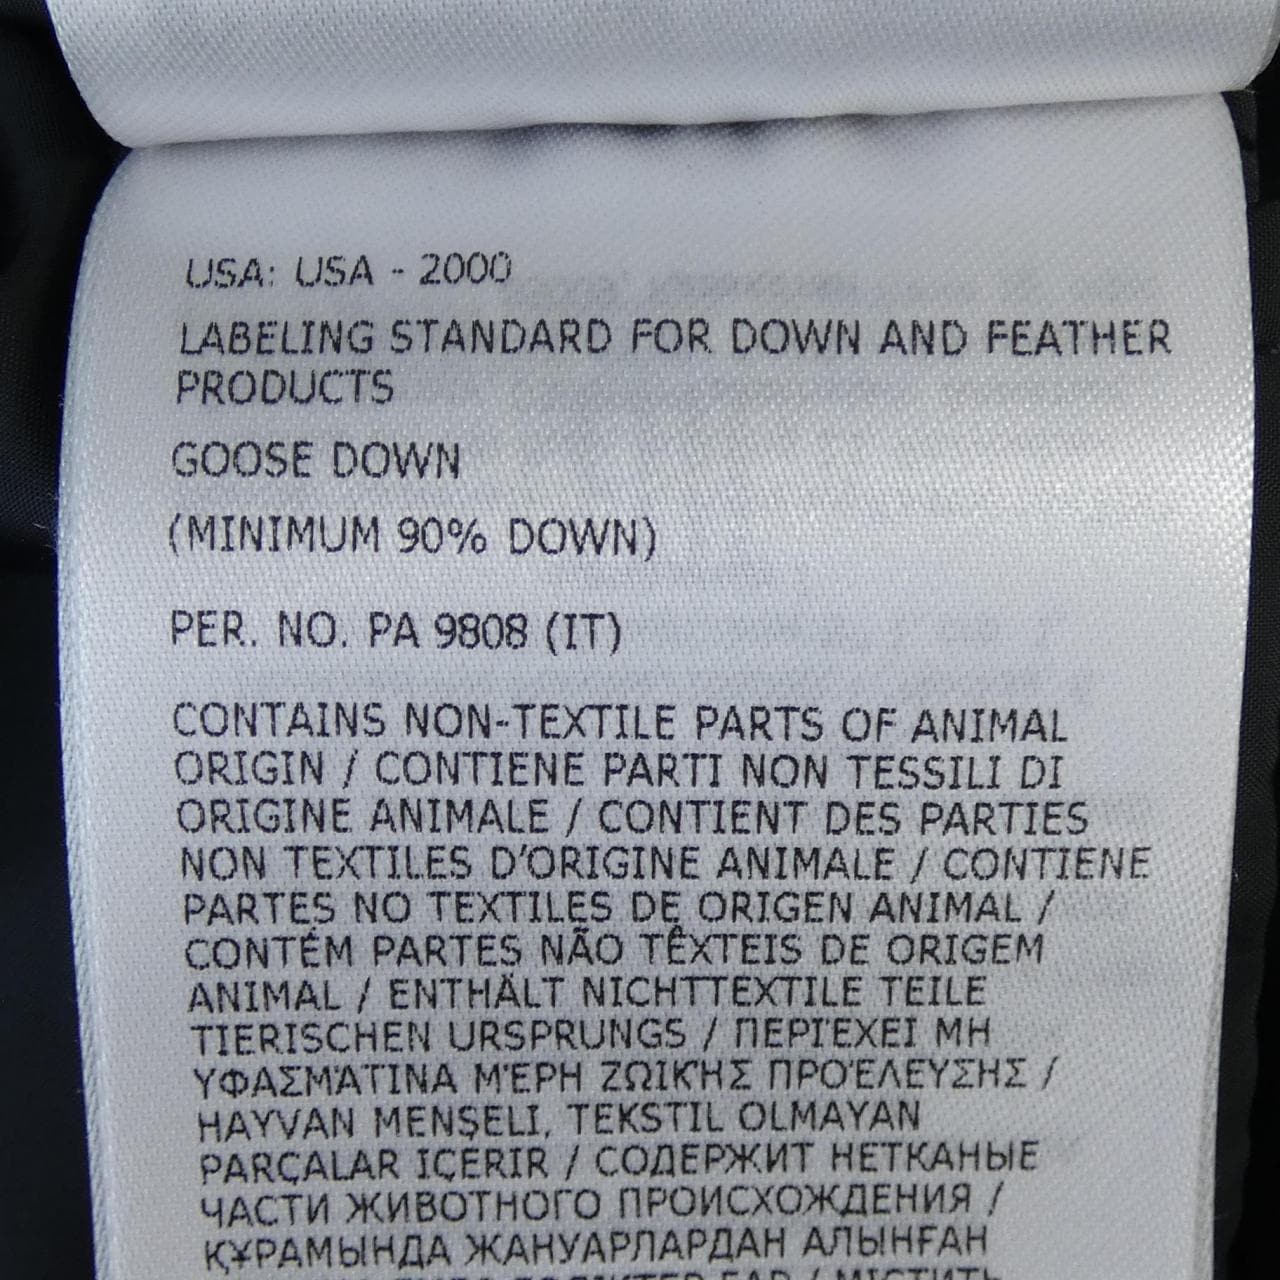 USA: USA - 2000
LABELING STANDARD FOR DOWN AND FEATHER
PRODUCTS
GOOSE DOWN
(MINIMUM 90% DOWN)
PER. NO. PA 9808 (IT)
CONTAINS NON-TEXTILE PARTS OF ANIMAL
ORIGIN / CONTIENE PARTI NON TESSILI DI
ORIGINE ANIMALE / CONTIENT DES PARTIES
NON TEXTILES D'ORIGINE ANIMALE / CONTIENE
PARTES NO TEXTILES DE ORIGEN ANIMAL /
CONTÉM PARTES NÃO TÊXTEIS DE ORIGEM
ANIMAL / ENTHÄLT NICHTTEXTILE TEILE
TIERISCHEN URSPRUNGS / ΠΕΡΙΈΧΕΙ ΜΗ
ΥΦΑΣΜΆΤΙΝΑ ΜΈΡΗ ΖΩΙΚΉΣ ΠΡΟΈΛΕΥΣΗΣ /
HAYVAN MENŞELI, TEKSTIL OLMAYAN
PARÇALAR IÇERIR / СОДЕРЖИТ НЕТКАНЫЕ
ЧАСТИ ЖИВОТНОГО ПРОИСХОЖДЕНИЯ /
ҚҰРАМЫНДА ЖАНУАРЛАРДАН АЛЫНҒАН
/ МІСТИТЬ